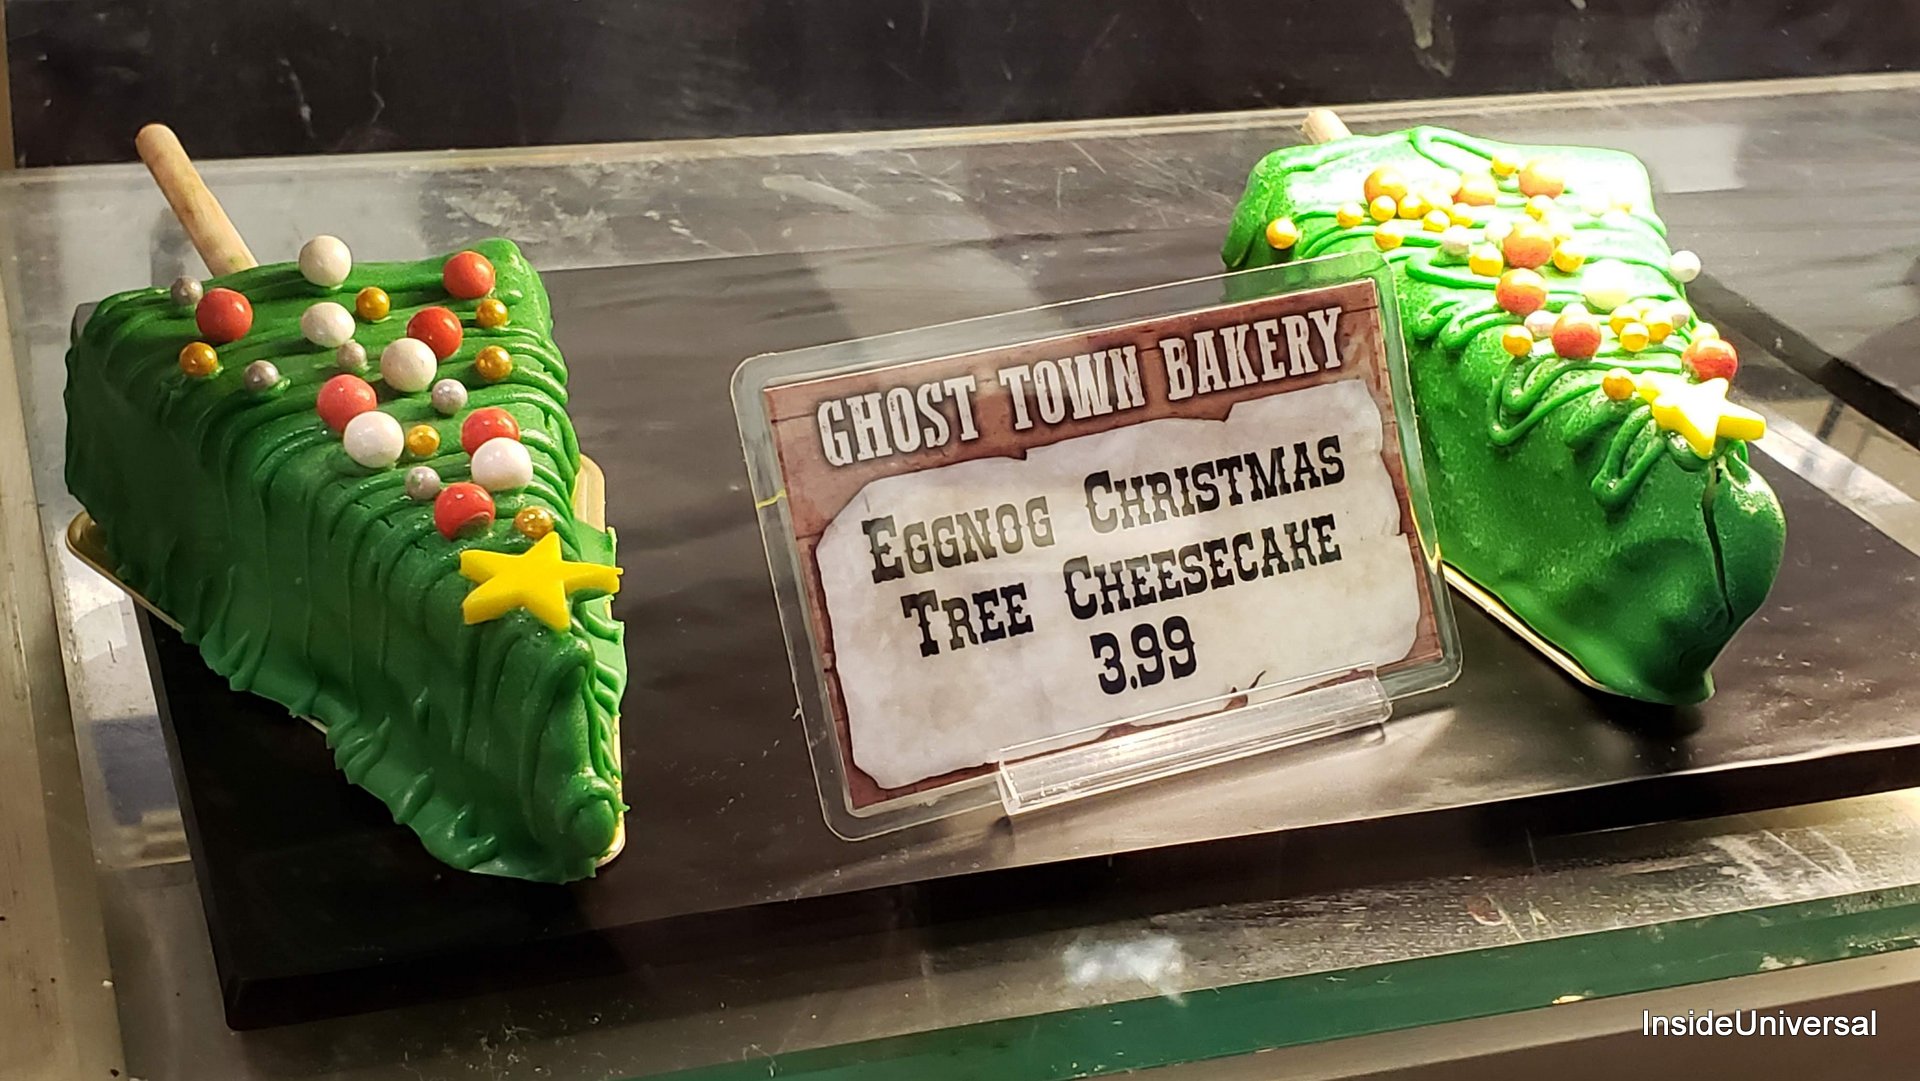 GHOST TOWN BAKERY
EGGNOG CHRISTMAS
TREE CHEESECAKE
3.99
InsideUniversal